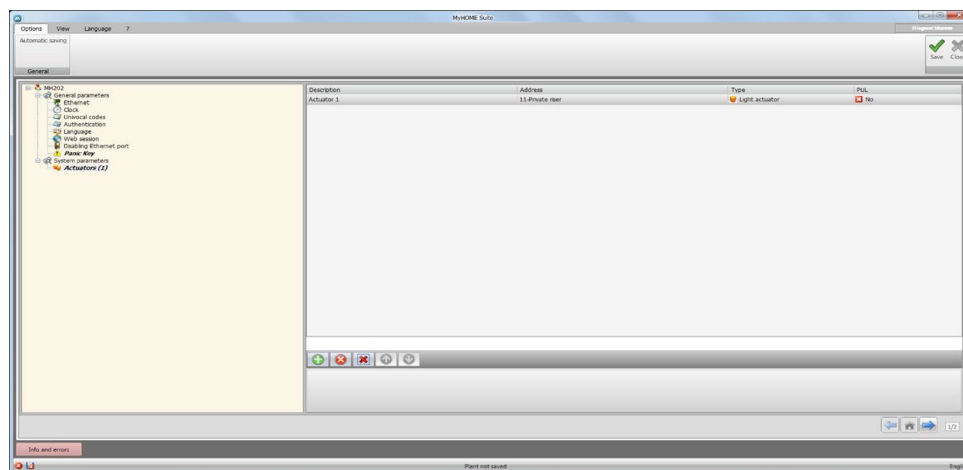 MyHOME Suite
Options View Language ?
Automatic saving
General
Save Clos
MH202
General parameters
Ethernet
Clock
Univocal codes
Authentication
Language
Web session
Disabling Ethernet port
Panic Key
System parameters
Actuators (1)
Description Address Type PUL
Actuator 1 11-Private riser Light actuator No
1/2
Info and errors
Plant not saved
Engli